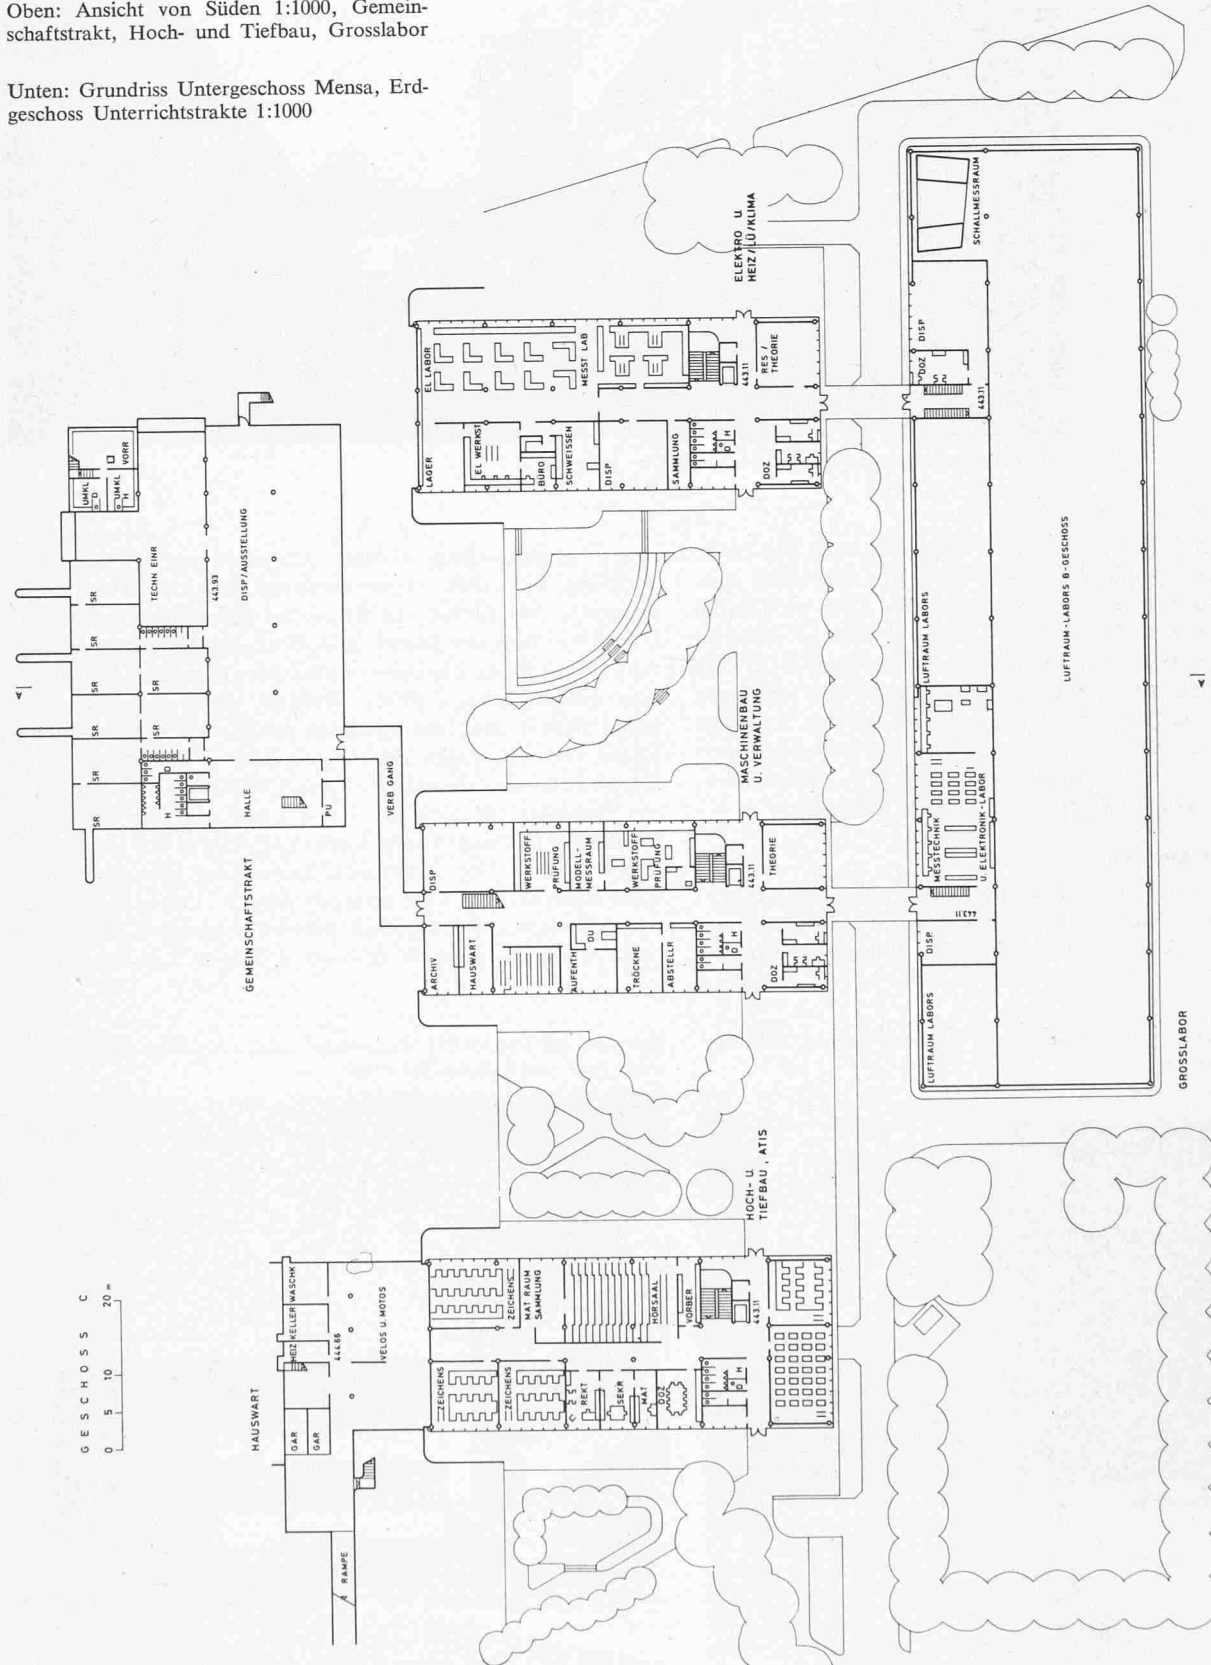 Oben: Ansicht von Süden 1:1000, Gemein-
schaftstrakt, Hoch- und Tiefbau, Grosslabor
Unten: Grundriss Untergeschoss Mensa, Erd-
geschoss Unterrichtstrakte 1:1000
GESCHOSS C
0 5 10 20 m
HAUSWART
GAR
GAR
HEIZ
KELLER
WASCHK
444.66
VELOS U. MOTOS
RAMPE
GEMEINSCHAFTSTRAKT
SR
SR
SR
SR
SR
SR
SR
SR
UMKL
D
UMKL
H
VORR
TECHN EINR
443.93
DISP/AUSSTELLUNG
H
D
HALLE
PU
VERB GANG
ELEKTRO U.
HEIZ/LÜ/KLIMA
LAGER
EL LABOR
EL WERKST
BÜRO
SCHWEISSEN
MESST LAB
DISP
SAMMLUNG
D H
443.11
RES /
THEORIE
DOZ
MASCHINENBAU
U. VERWALTUNG
ARCHIV
DISP
HAUSWART
WERKSTOFF-
PRÜFUNG
MODELL-
MESSRAUM
AUFENTH
DU
WERKSTOFF-
PRÜFUNG
TRÖCKNE
ABSTELLR
D H
443.11
THEORIE
DOZ
HOCH- U.
TIEFBAU, ATIS
ZEICHENS
ZEICHENS
ZEICHENS
MAT RAUM
SAMMLUNG
HÖRSAAL
VORBER
REKT
SEKR
MAT
DOZ
D H
443.11
SCHALLMESSRAUM
DISP
DOZ
443.11
LUFTRAUM LABORS
LUFTRAUM-LABORS B-GESCHOSS
MESSTECHNIK
U. ELEKTRONIK-LABOR
443.11
DISP.
LUFTRAUM LABORS
GROSSLABOR